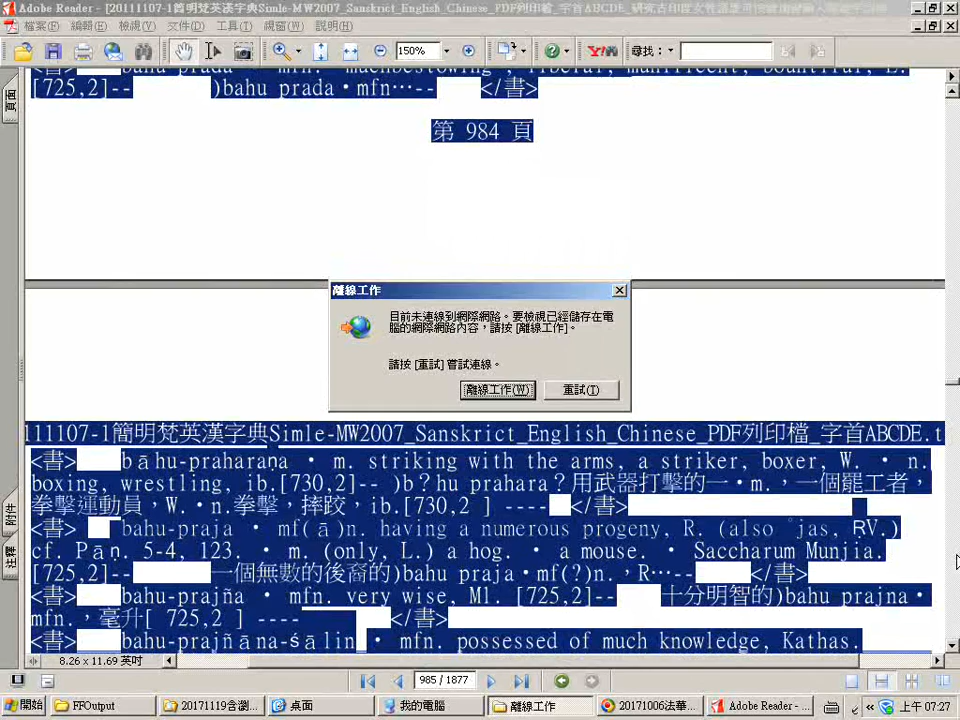 Adobe Reader - [20111107-1簡明梵英漢字典Simle-MW2007_Sanskrict_English_Chinese_PDF列印檔_字首ABCDE_
檔案(F) 編輯(E) 檢視(V) 文件(D) 工具(T) 視窗(W) 說明(H)
150% Y! 尋找:
頁面
附件
註釋
[725,2]-- )bahu prada・mfn…-- </書>
第 984 頁
離線工作
目前未連線到網際網路。要檢視已經儲存在電
腦的網際網路內容，請按 [離線工作]。
請按 [重試] 嘗試連線。
離線工作(W) 重試(T)
111107-1簡明梵英漢字典Simle-MW2007_Sanskrict_English_Chinese_PDF列印檔_字首ABCDE.t
<書> bāhu-praharaṇa ・ m. striking with the arms, a striker, boxer, W. ・ n.
boxing, wrestling, ib.[730,2]-- )b？hu prahara？用武器打擊的一・m.，一個罷工者，
拳擊運動員，W.・n.拳擊，摔跤，ib.[730,2 ] ---- </書>
<書> bahu-praja ・ mf(ā)n. having a numerous progeny, R. (also ˚jas, ṚV.)
cf. Pāṇ. 5-4, 123. ・ m. (only, L.) a hog. ・ a mouse. ・ Saccharum Munjia.
[725,2]-- 一個無數的後裔的)bahu praja・mf(?)n.，R…-- </書>
<書> bahu-prajña ・ mfn. very wise, Ml. [725,2]-- 十分明智的)bahu prajna・
mfn.，毫升[ 725,2 ] ---- </書>
<書> bahu-prajñāna-śālin ・ mfn. possessed of much knowledge, Kathas.
8.26 x 11.69 英吋
985 / 1877
開始 FFOutput 20171119含瀏... 桌面 我的電腦 離線工作 20171006法華... Adobe Reader - ... « 上午 07:27